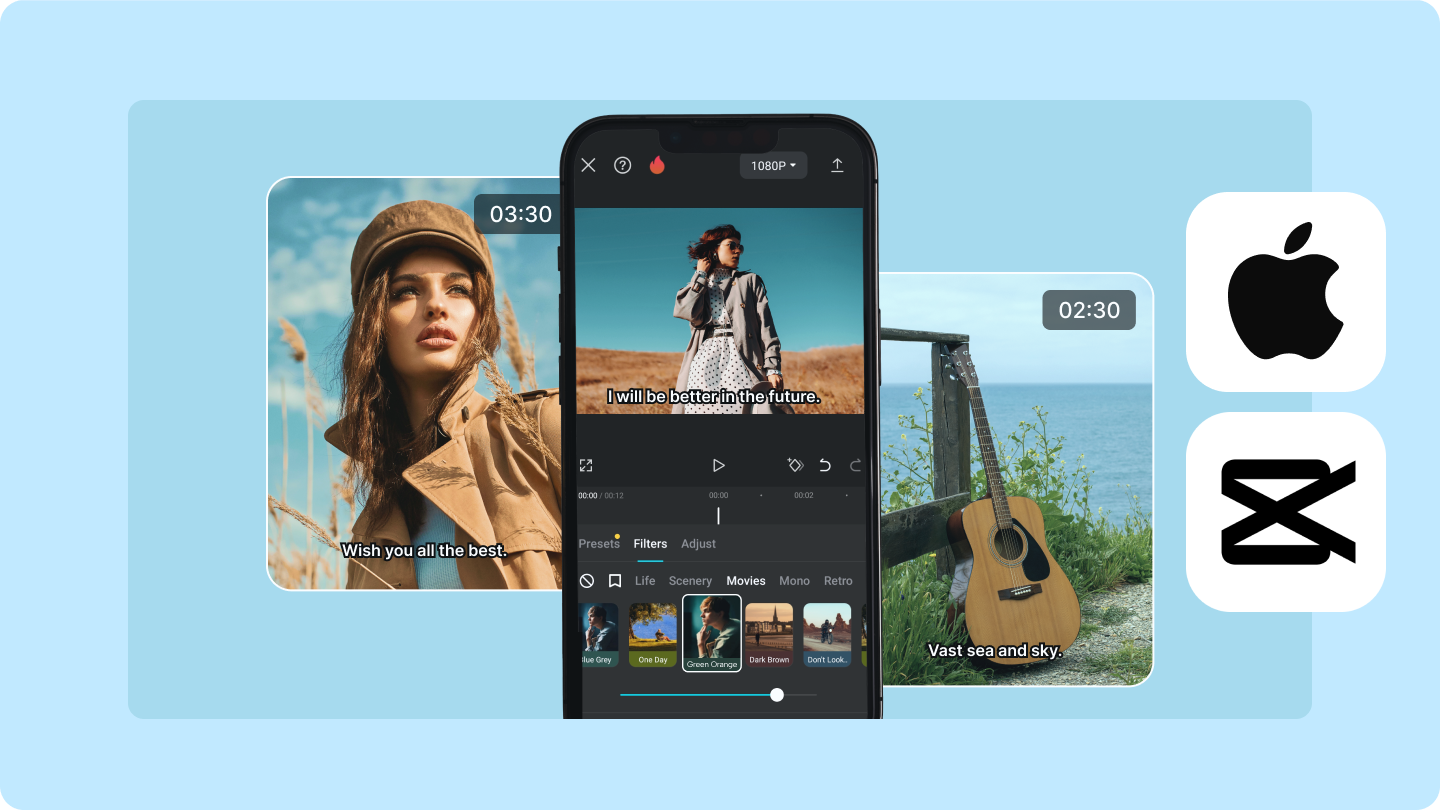 03:30
Wish you all the best.
1080P
I will be better in the future.
00:00 / 00:12
00:00
00:02
Presets
Filters
Adjust
Life
Scenery
Movies
Mono
Retro
Blue Grey
One Day
Green Orange
Dark Brown
Don't Look..
02:30
Vast sea and sky.